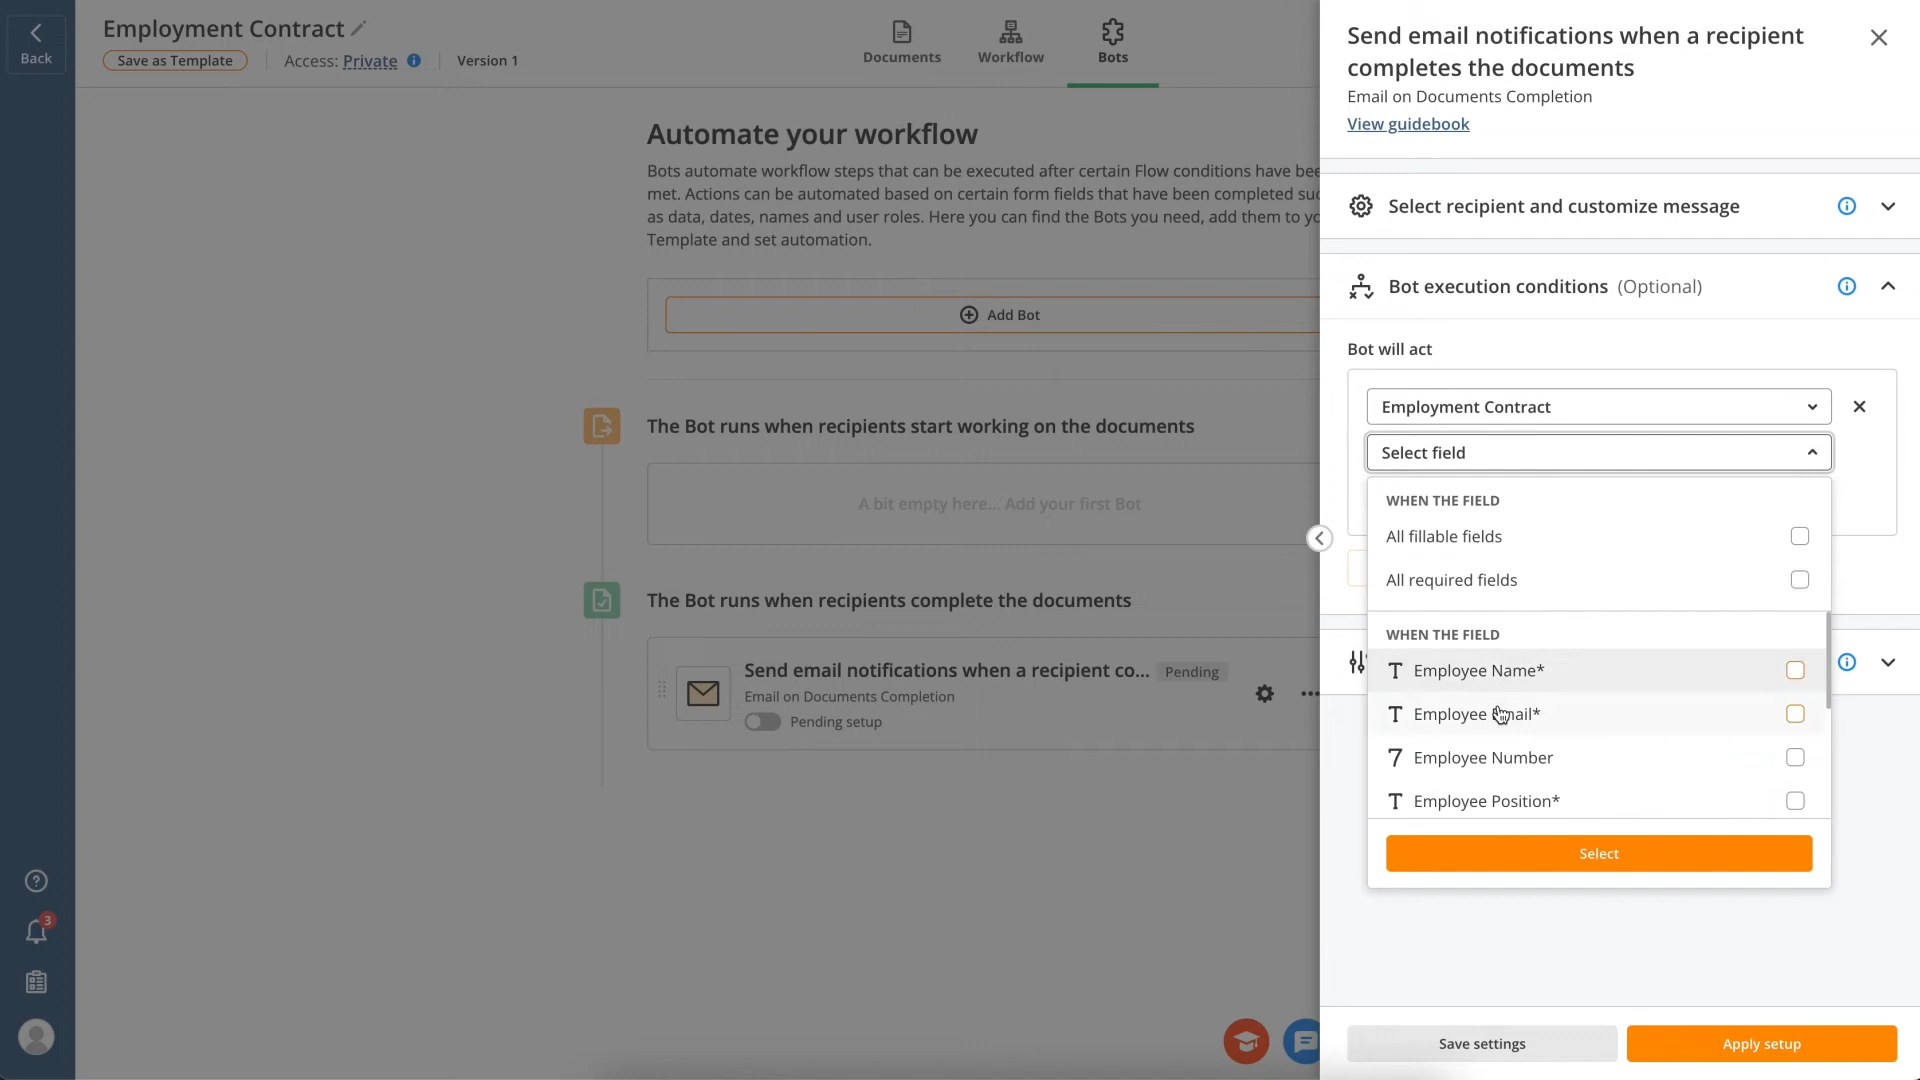 Back
Employment Contract
Save as Template
Access: Private
Version 1
Documents
Workflow
Bots
Automate your workflow
Bots automate workflow steps that can be executed after certain Flow conditions have
met. Actions can be automated based on certain form fields that have been completed
as data, dates, names and user roles. Here you can find the Bots you need, add them to
Template and set automation.
Add Bot
The Bot runs when recipients start working on the documents
A bit empty here... Add your first Bot
The Bot runs when recipients complete the documents
Send email notifications when a recipient co... Pending
Email on Documents Completion
Pending setup
3
Send email notifications when a recipient
completes the documents
Email on Documents Completion
View guidebook
Select recipient and customize message
Bot execution conditions (Optional)
Bot will act
Employment Contract
Select field
WHEN THE FIELD
All fillable fields
All required fields
WHEN THE FIELD
T Employee Name*
T Employee Email*
7 Employee Number
T Employee Position*
Select
Save settings
Apply setup